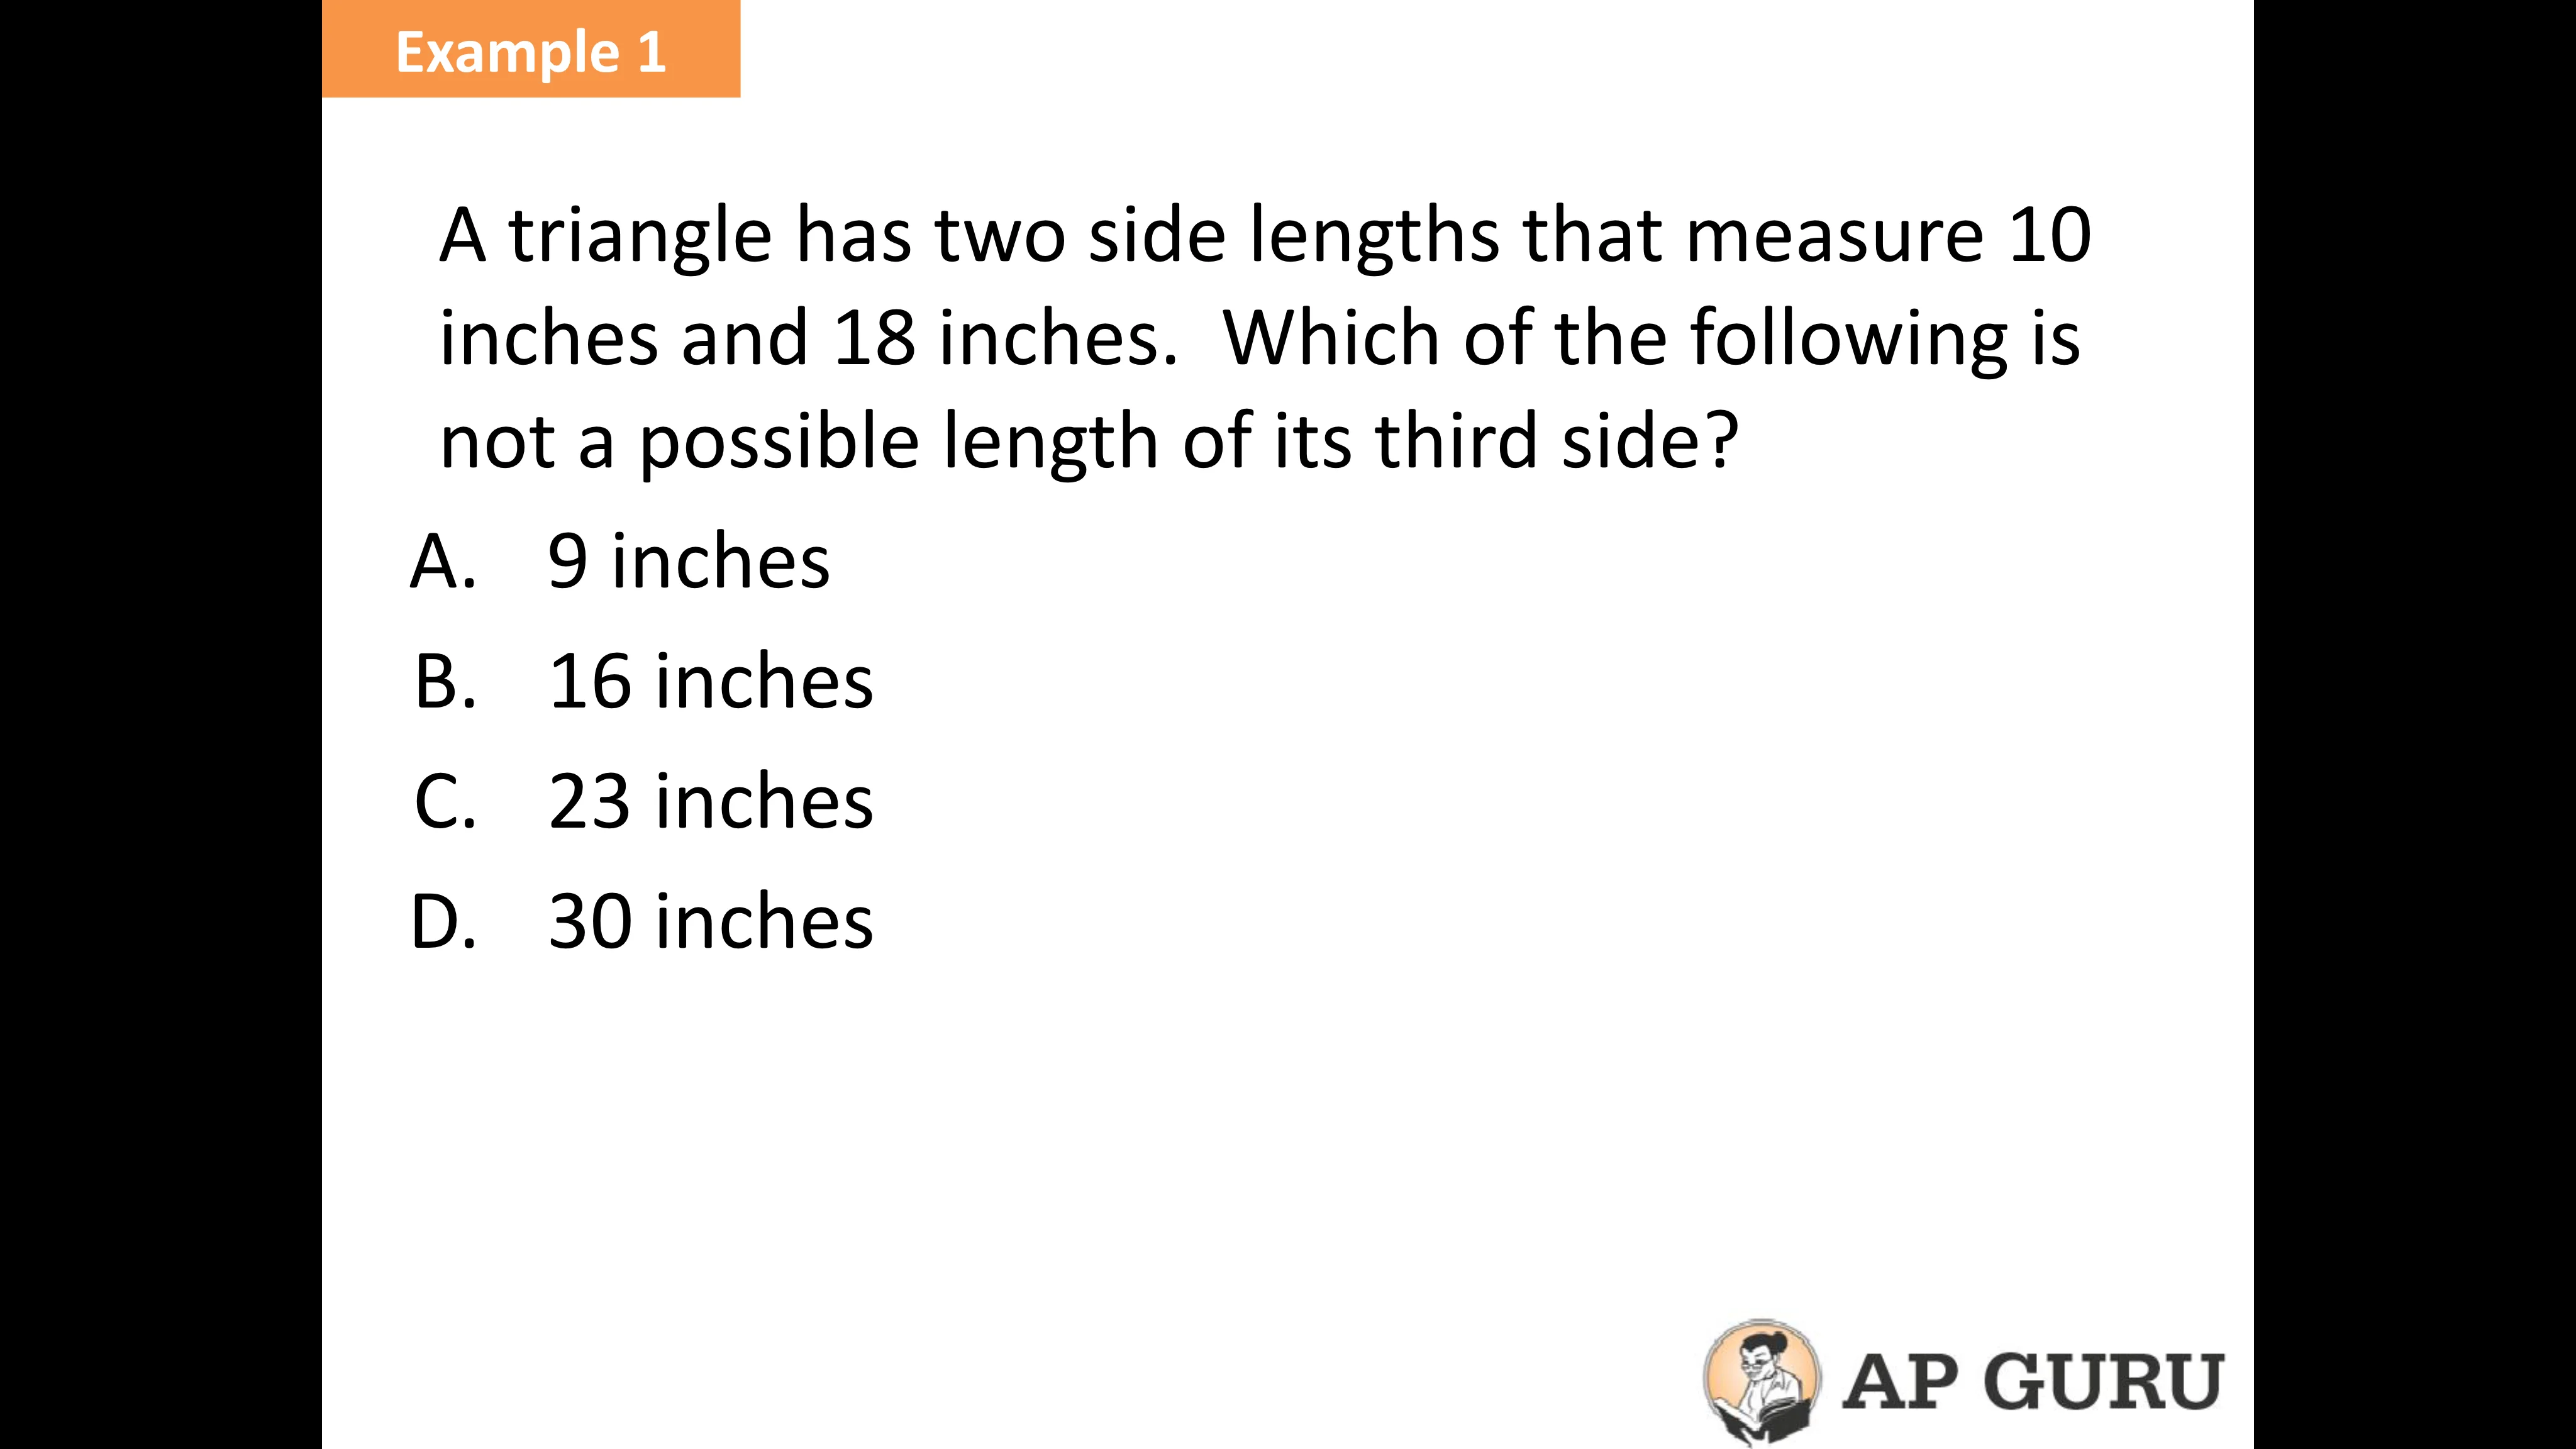 Example 1
A triangle has two side lengths that measure 10
inches and 18 inches.  Which of the following is
not a possible length of its third side?
A. 9 inches
B. 16 inches
C. 23 inches
D. 30 inches
AP GURU